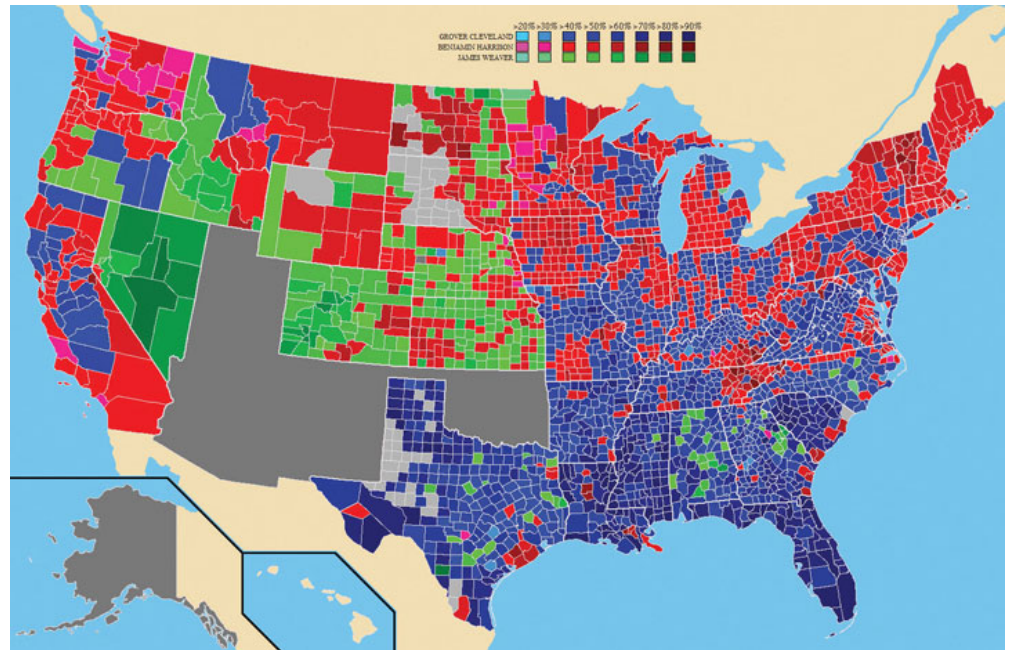 >20% >30% >40% >50% >60% >70% >80% >90%
GROVER CLEVELAND
BENJAMIN HARRISON
JAMES WEAVER